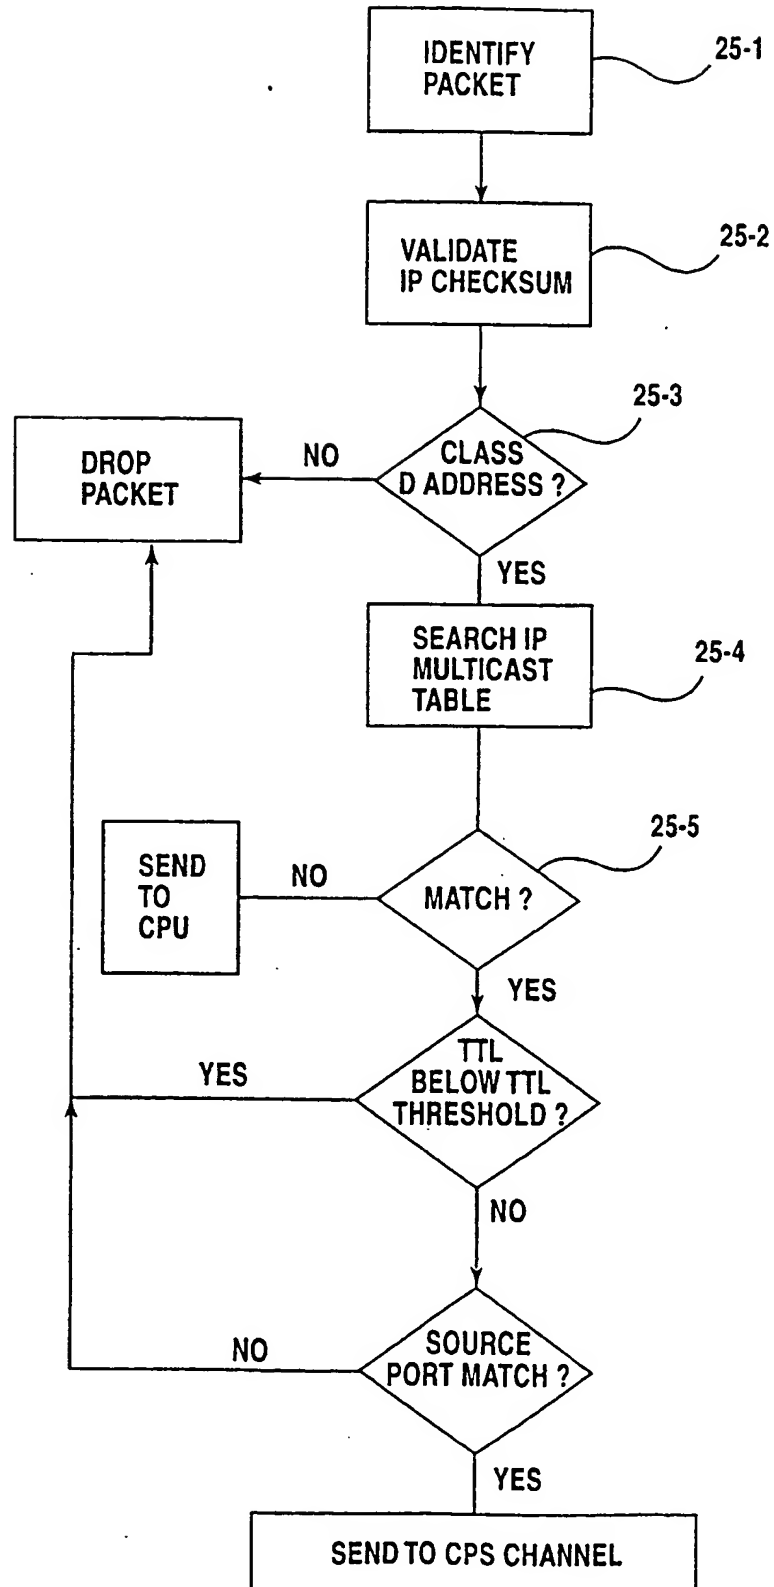 IDENTIFY
PACKET
25-1
VALIDATE
IP CHECKSUM
25-2
25-3
CLASS
D ADDRESS ?
NO
DROP
PACKET
YES
SEARCH IP
MULTICAST
TABLE
25-4
25-5
MATCH ?
NO
SEND
TO
CPU
YES
TTL
BELOW TTL
THRESHOLD ?
YES
NO
SOURCE
PORT MATCH ?
NO
YES
SEND TO CPS CHANNEL